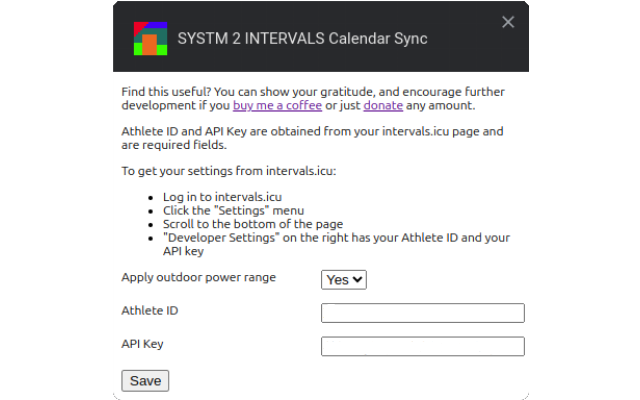 SYSTM 2 INTERVALS Calendar Sync
Find this useful? You can show your gratitude, and encourage further
development if you buy me a coffee or just donate any amount.
Athlete ID and API Key are obtained from your intervals.icu page and
are required fields.
To get your settings from intervals.icu:
• Log in to intervals.icu
• Click the "Settings" menu
• Scroll to the bottom of the page
• "Developer Settings" on the right has your Athlete ID and your
API key
Apply outdoor power range Yes
Athlete ID
API Key
Save